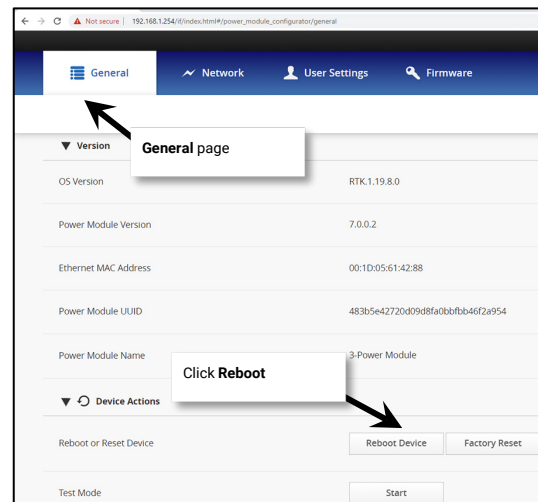 Not secure | 192.168.1.254/if/index.html#/power_module_configurator/general
General Network User Settings Firmware
General page
Version
OS Version RTK.1.19.8.0
Power Module Version 7.0.0.2
Ethernet MAC Address 00:1D:05:61:42:88
Power Module UUID 483b5e42720d09d8fa0bbfbb46f2a954
Power Module Name 3-Power Module
Click Reboot
Device Actions
Reboot or Reset Device Reboot Device Factory Reset
Test Mode Start